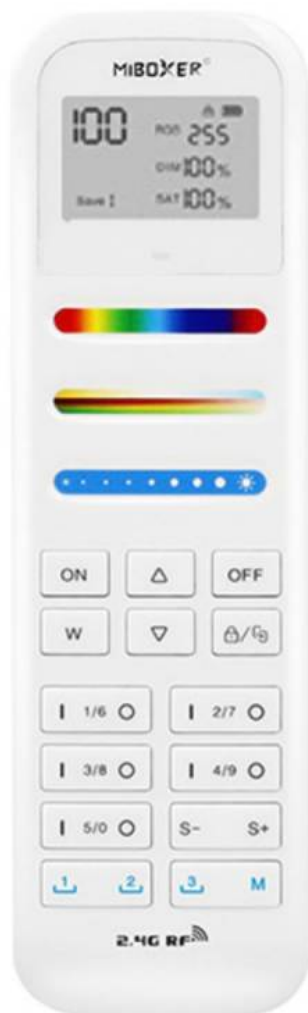 MiBOXER®
100
RGB 255
DIM 100%
Save 1 SAT 100%
ON OFF
W
I 1/6 O I 2/7 O
I 3/8 O I 4/9 O
I 5/0 O S- S+
1 2 3 M
2.4G RF